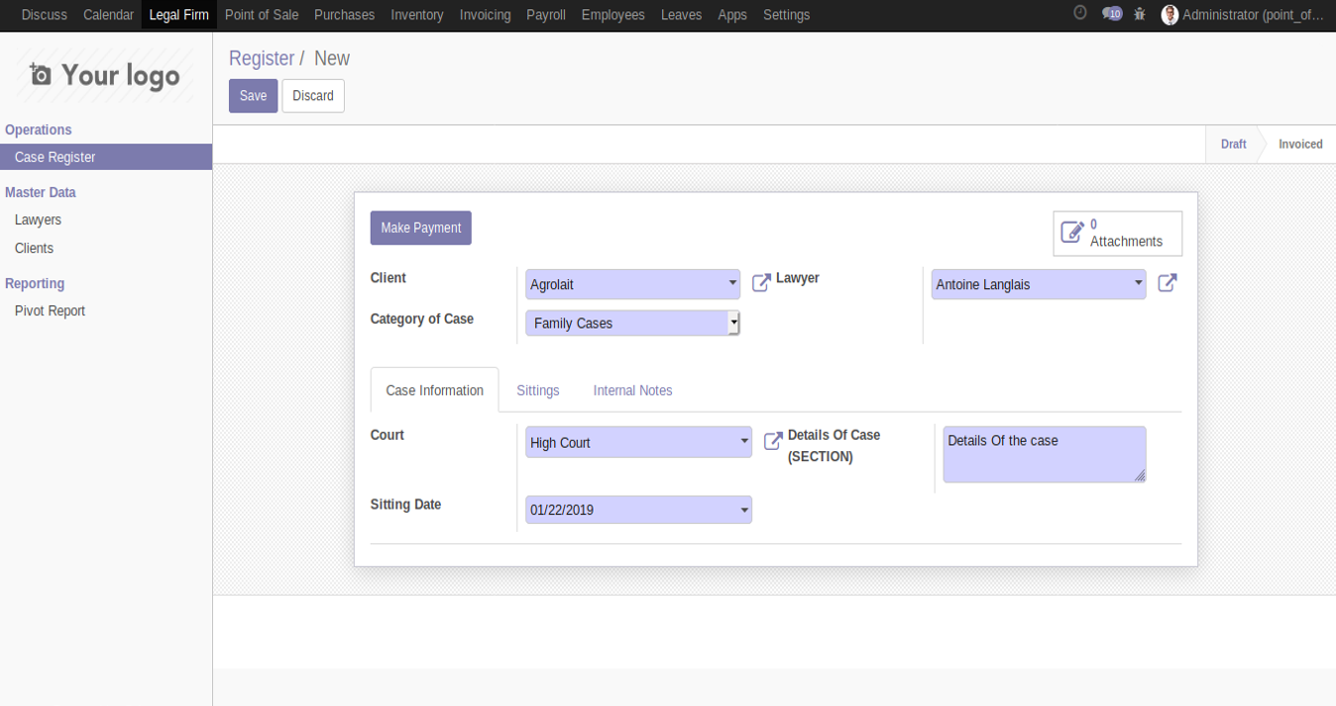 Discuss Calendar Legal Firm Point of Sale Purchases Inventory Invoicing Payroll Employees Leaves Apps Settings 10 Administrator (point_of...
Your logo
Operations
Case Register
Master Data
Lawyers
Clients
Reporting
Pivot Report
Register / New
Save Discard
Draft Invoiced
Make Payment
0
Attachments
Client Agrolait Lawyer Antoine Langlais
Category of Case Family Cases
Case Information Sittings Internal Notes
Court High Court Details Of Case Details Of the case
(SECTION)
Sitting Date 01/22/2019